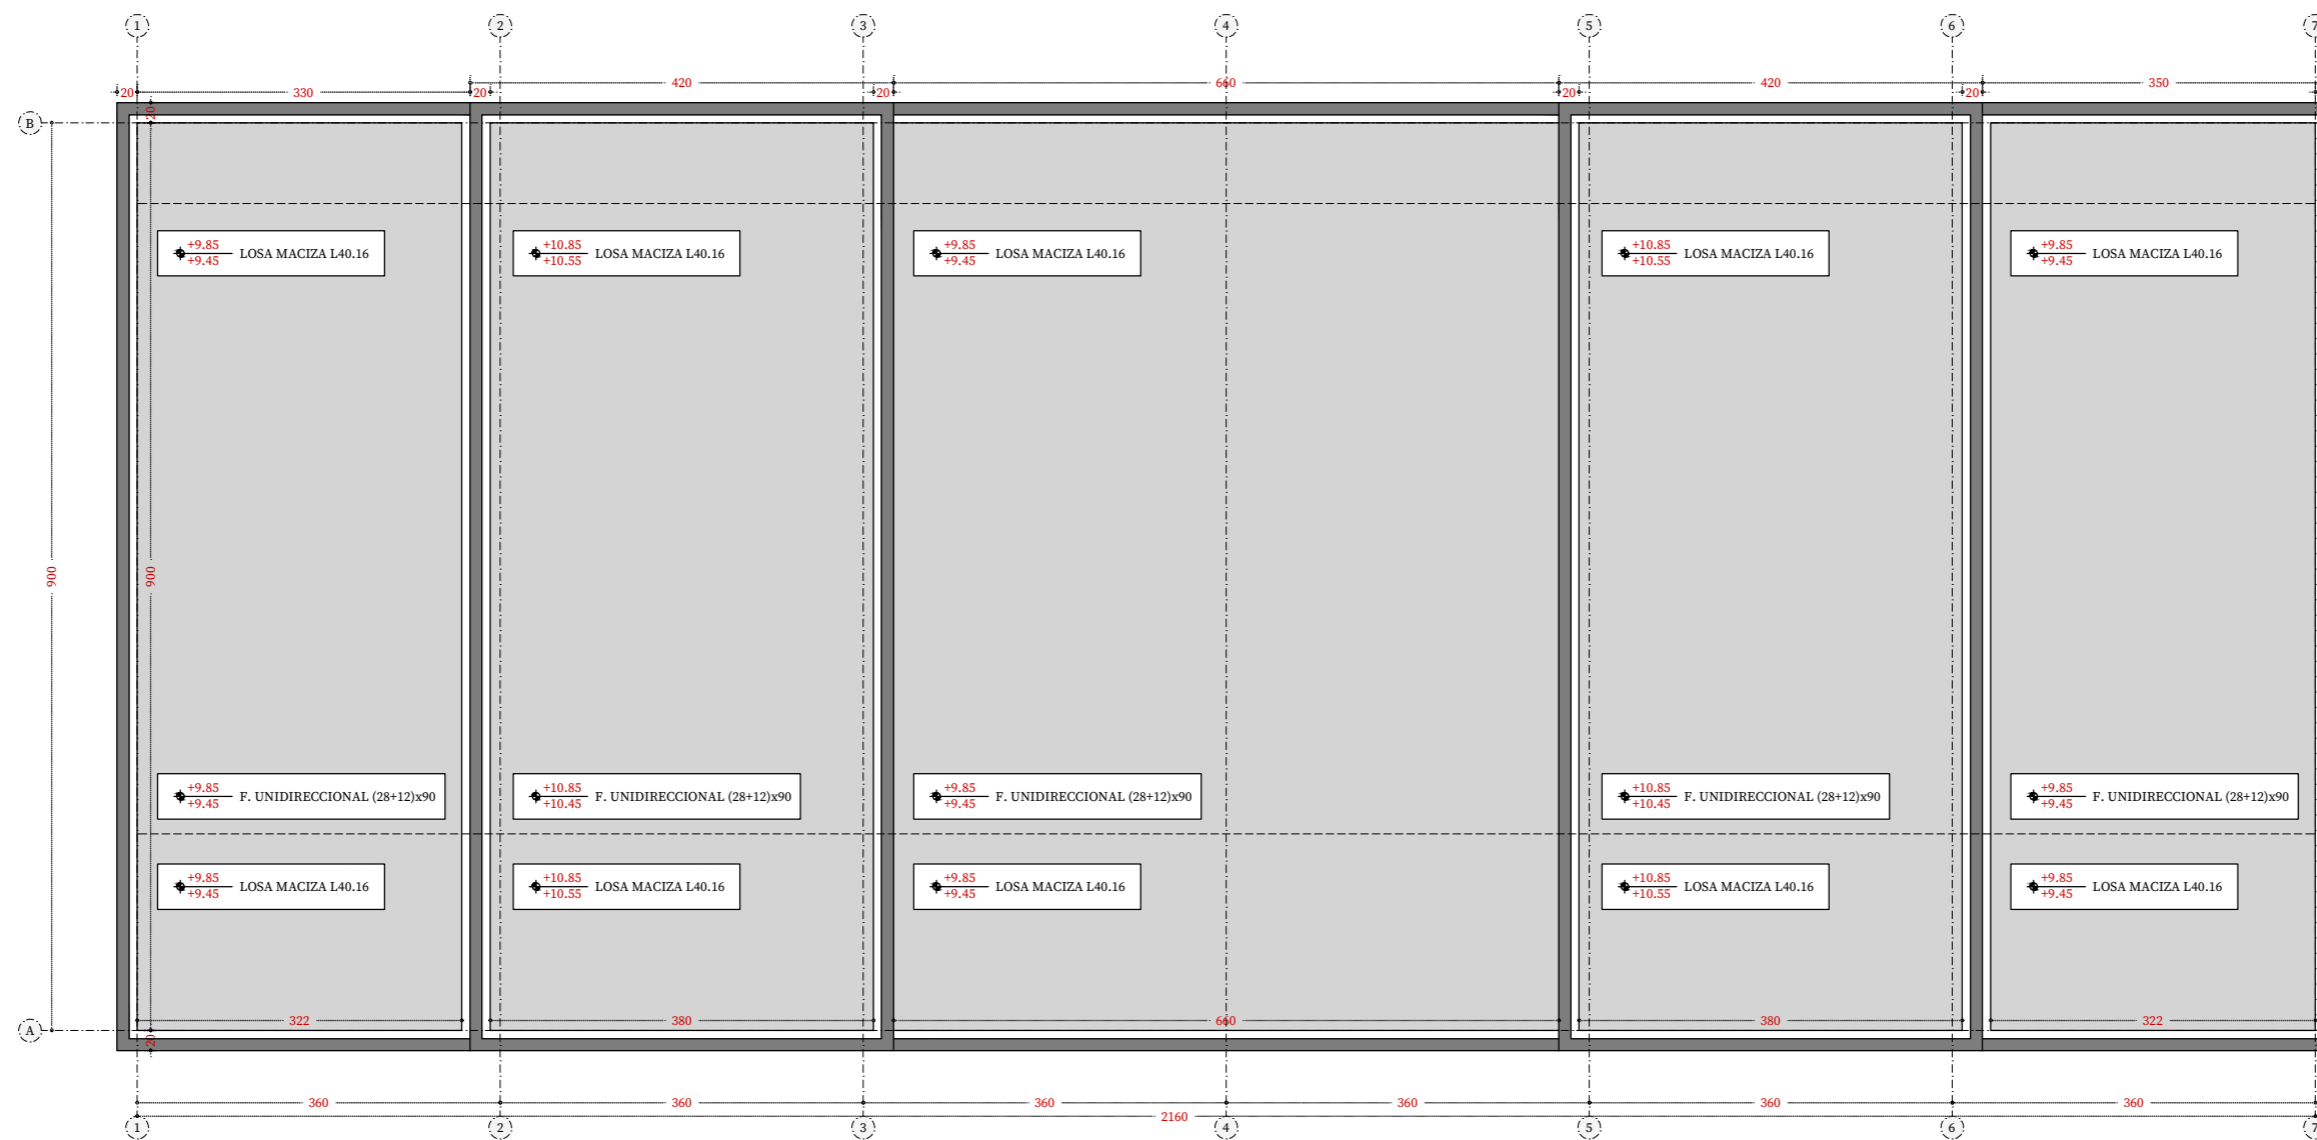 1 2 3 4 5 6 7
420 660 420 350
20 330 20 20 20 20
B
20
+9.85 LOSA MACIZA L40.16
+9.45
+10.85 LOSA MACIZA L40.16
+10.55
+9.85 LOSA MACIZA L40.16
+9.45
+10.85 LOSA MACIZA L40.16
+10.55
+9.85 LOSA MACIZA L40.16
+9.45
900 900
+9.85 F. UNIDIRECCIONAL (28+12)x90
+9.45
+10.85 F. UNIDIRECCIONAL (28+12)x90
+10.45
+9.85 F. UNIDIRECCIONAL (28+12)x90
+9.45
+10.85 F. UNIDIRECCIONAL (28+12)x90
+10.45
+9.85 F. UNIDIRECCIONAL (28+12)x90
+9.45
+9.85 LOSA MACIZA L40.16
+9.45
+10.85 LOSA MACIZA L40.16
+10.55
+9.85 LOSA MACIZA L40.16
+9.45
+10.85 LOSA MACIZA L40.16
+10.55
+9.85 LOSA MACIZA L40.16
+9.45
322 380 660 380 322
A
20
360 360 360 360 360 360
2160
1 2 3 4 5 6 7